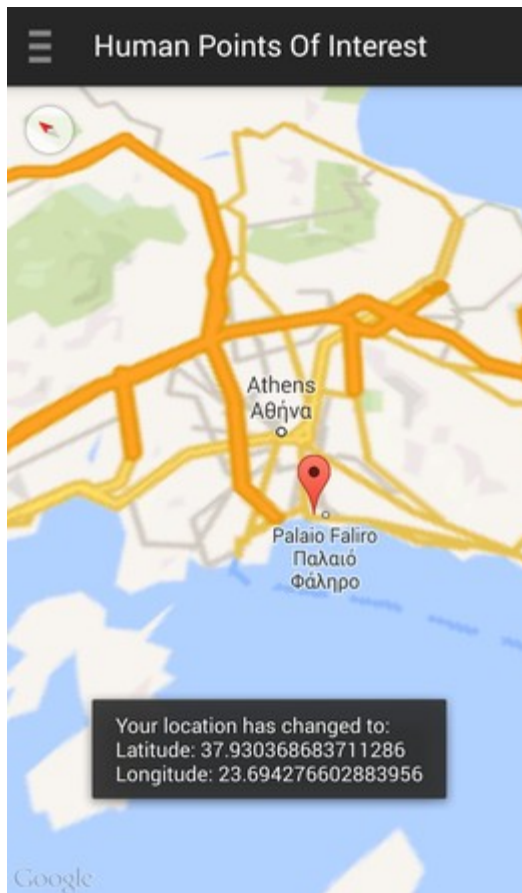 Human Points Of Interest
Athens
Αθήνα
Palaio Faliro
Παλαιό
Φάληρο
Your location has changed to:
Latitude: 37.930368683711286
Longitude: 23.694276602883956
Google